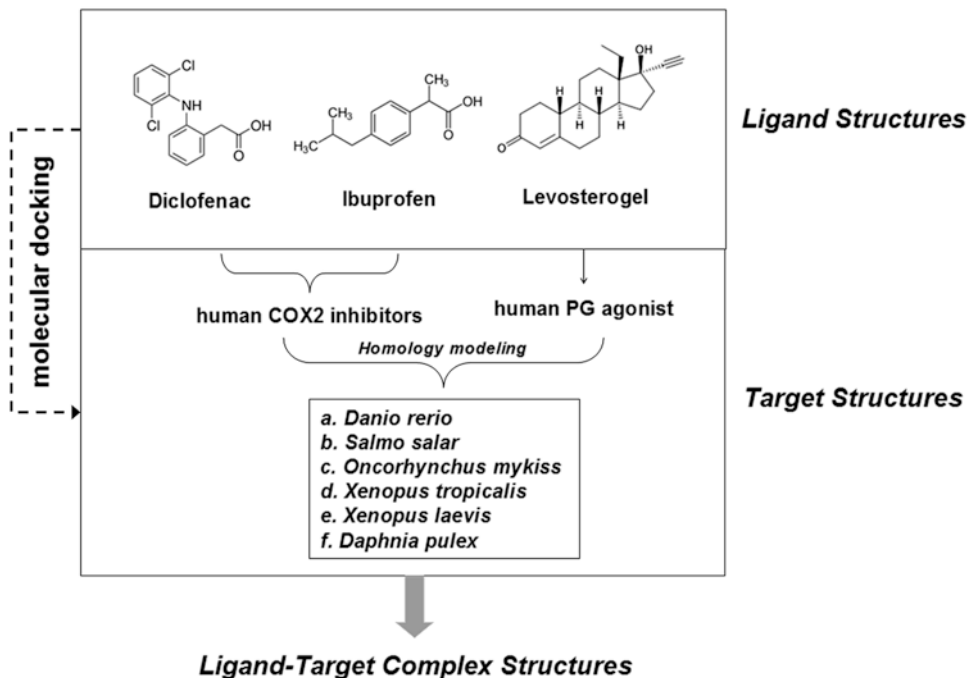 Cl
NH
Cl
OH
O
Diclofenac
CH₃
OH
O
CH₃
H₃C
Ibuprofen
OH
H
H
H
H
O
Levosterogel
Ligand Structures
molecular docking
human COX2 inhibitors
human PG agonist
Homology modeling
a. Danio rerio
b. Salmo salar
c. Oncorhynchus mykiss
d. Xenopus tropicalis
e. Xenopus laevis
f. Daphnia pulex
Target Structures
Ligand-Target Complex Structures